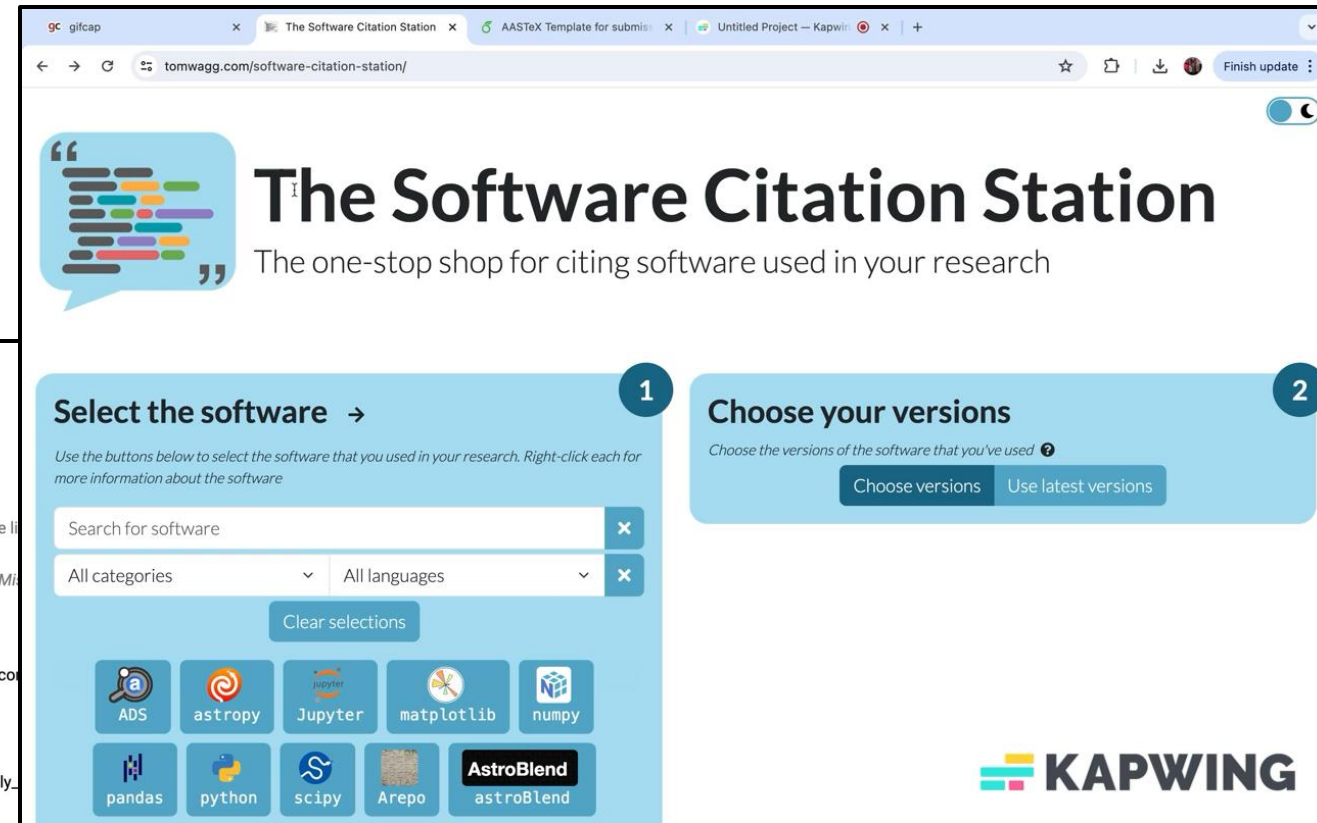 gc gifcap
The Software Citation Station
AASTeX Template for submis
Untitled Project — Kapwin
tomwagg.com/software-citation-station/
Finish update
“
The Software Citation Station
”
The one-stop shop for citing software used in your research
1
Select the software →
Use the buttons below to select the software that you used in your research. Right-click each for
more information about the software
Search for software
All categories
All languages
Clear selections
a
ADS
astropy
jupyter
Jupyter
matplotlib
numpy
pandas
python
scipy
Arepo
AstroBlend
astroBlend
2
Choose your versions
Choose the versions of the software that you've used ?
Choose versions
Use latest versions
e li
Mi
co
ly_
KAPWING